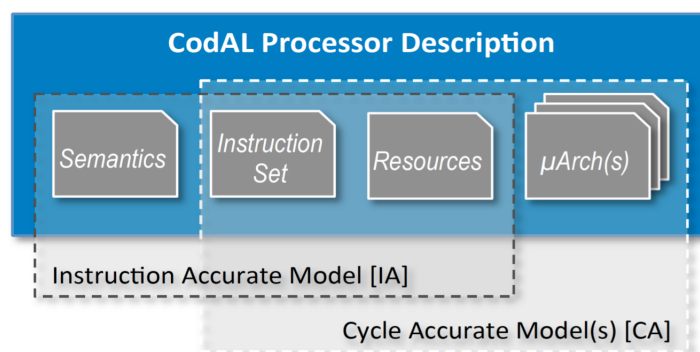 CodAL Processor Description
Semantics
Instruction
Set
Resources
µArch(s)
Instruction Accurate Model [IA]
Cycle Accurate Model(s) [CA]